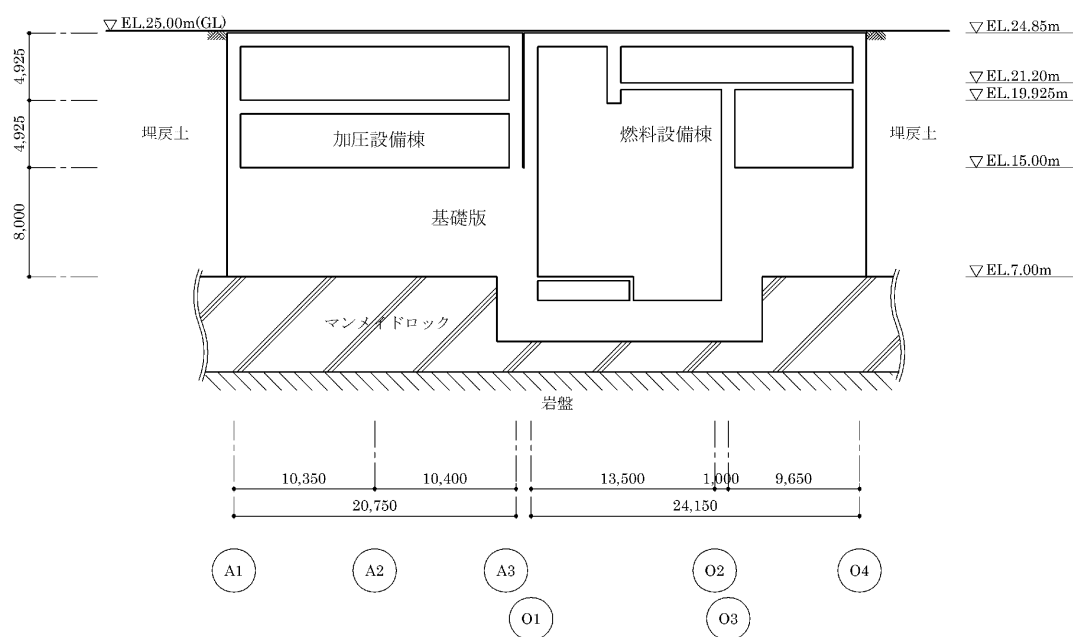 ▽ EL.25.00m(GL)
▽ EL.24.85m
4,925
▽ EL.21.20m
▽ EL.19.925m
埋戻土
加圧設備棟
燃料設備棟
埋戻土
4,925
▽ EL.15.00m
8,000
基礎版
▽ EL.7.00m
マンメイドロック
岩盤
10,350
10,400
13,500
1,000
9,650
20,750
24,150
A1
A2
A3
O2
O4
O1
O3